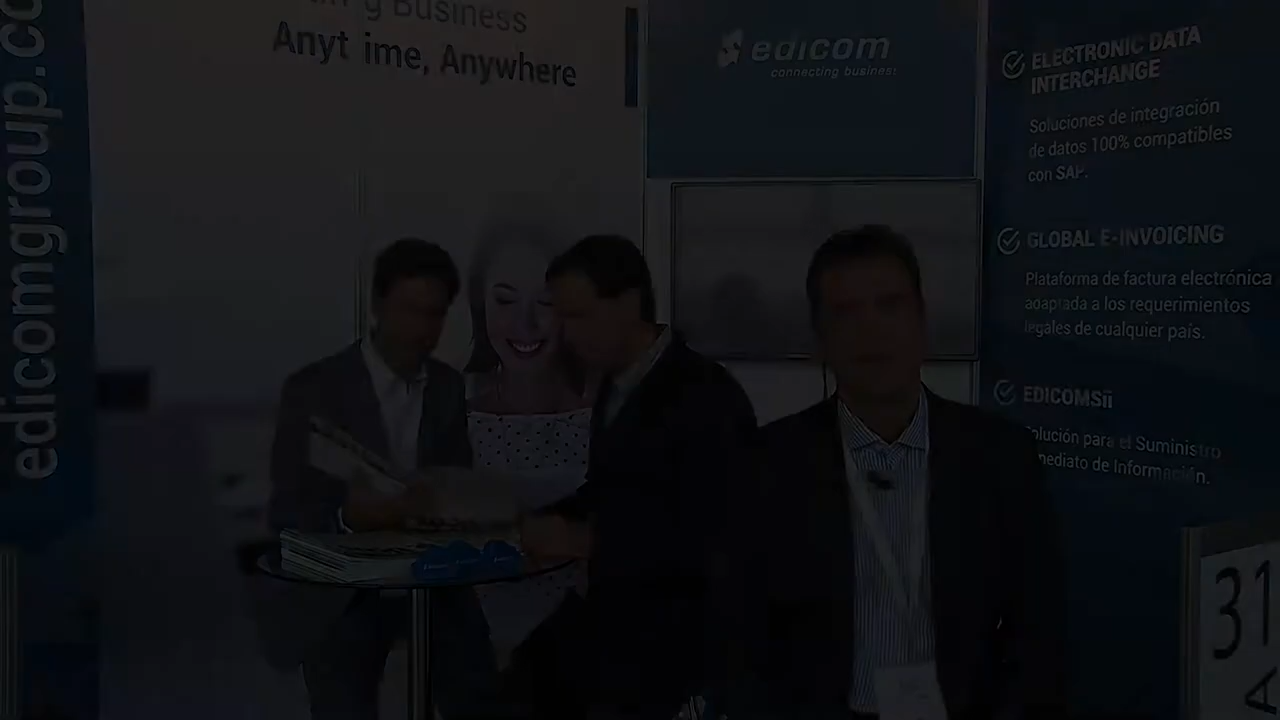 edicomgroup.co
Business
Anyt ime, Anywhere
edicom
connecting business
ELECTRONIC DATA
INTERCHANGE
Soluciones de integración
de datos 100% compatibles
con SAP.
GLOBAL E-INVOICING
Plataforma de factura electrónica
adaptada a los requerimientos
legales de cualquier país.
EDICOMSii
olución para el Suministro
mediato de Información.
31
A